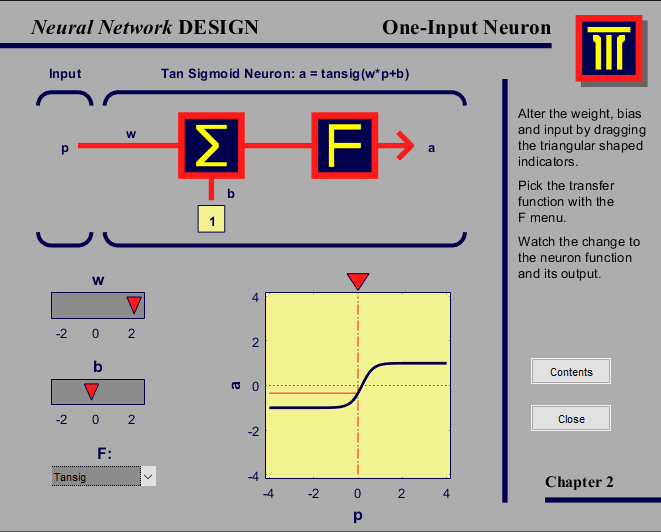 Neural Network DESIGN
One-Input Neuron
Input
Tan Sigmoid Neuron: a = tansig(w*p+b)
p
w
Σ
F
a
b
1
Alter the weight, bias
and input by dragging
the triangular shaped
indicators.
Pick the transfer
function with the
F menu.
Watch the change to
the neuron function
and its output.
w
-2 0 2
b
-2 0 2
F:
Tansig
a
4
2
0
-2
-4
-4 -2 0 2 4
p
Contents
Close
Chapter 2